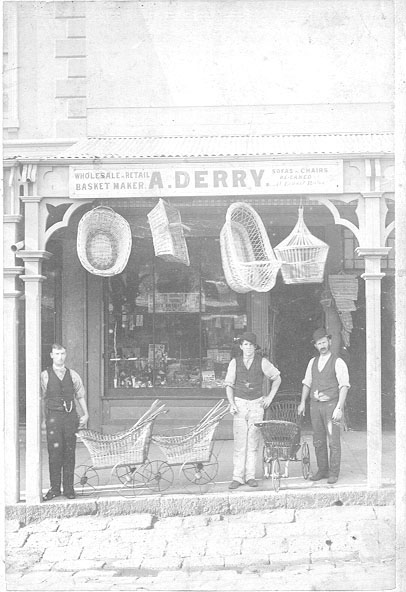 WHOLESALE & RETAIL
BASKET MAKER.
A. DERRY.
SOFAS & CHAIRS
RE-CANED